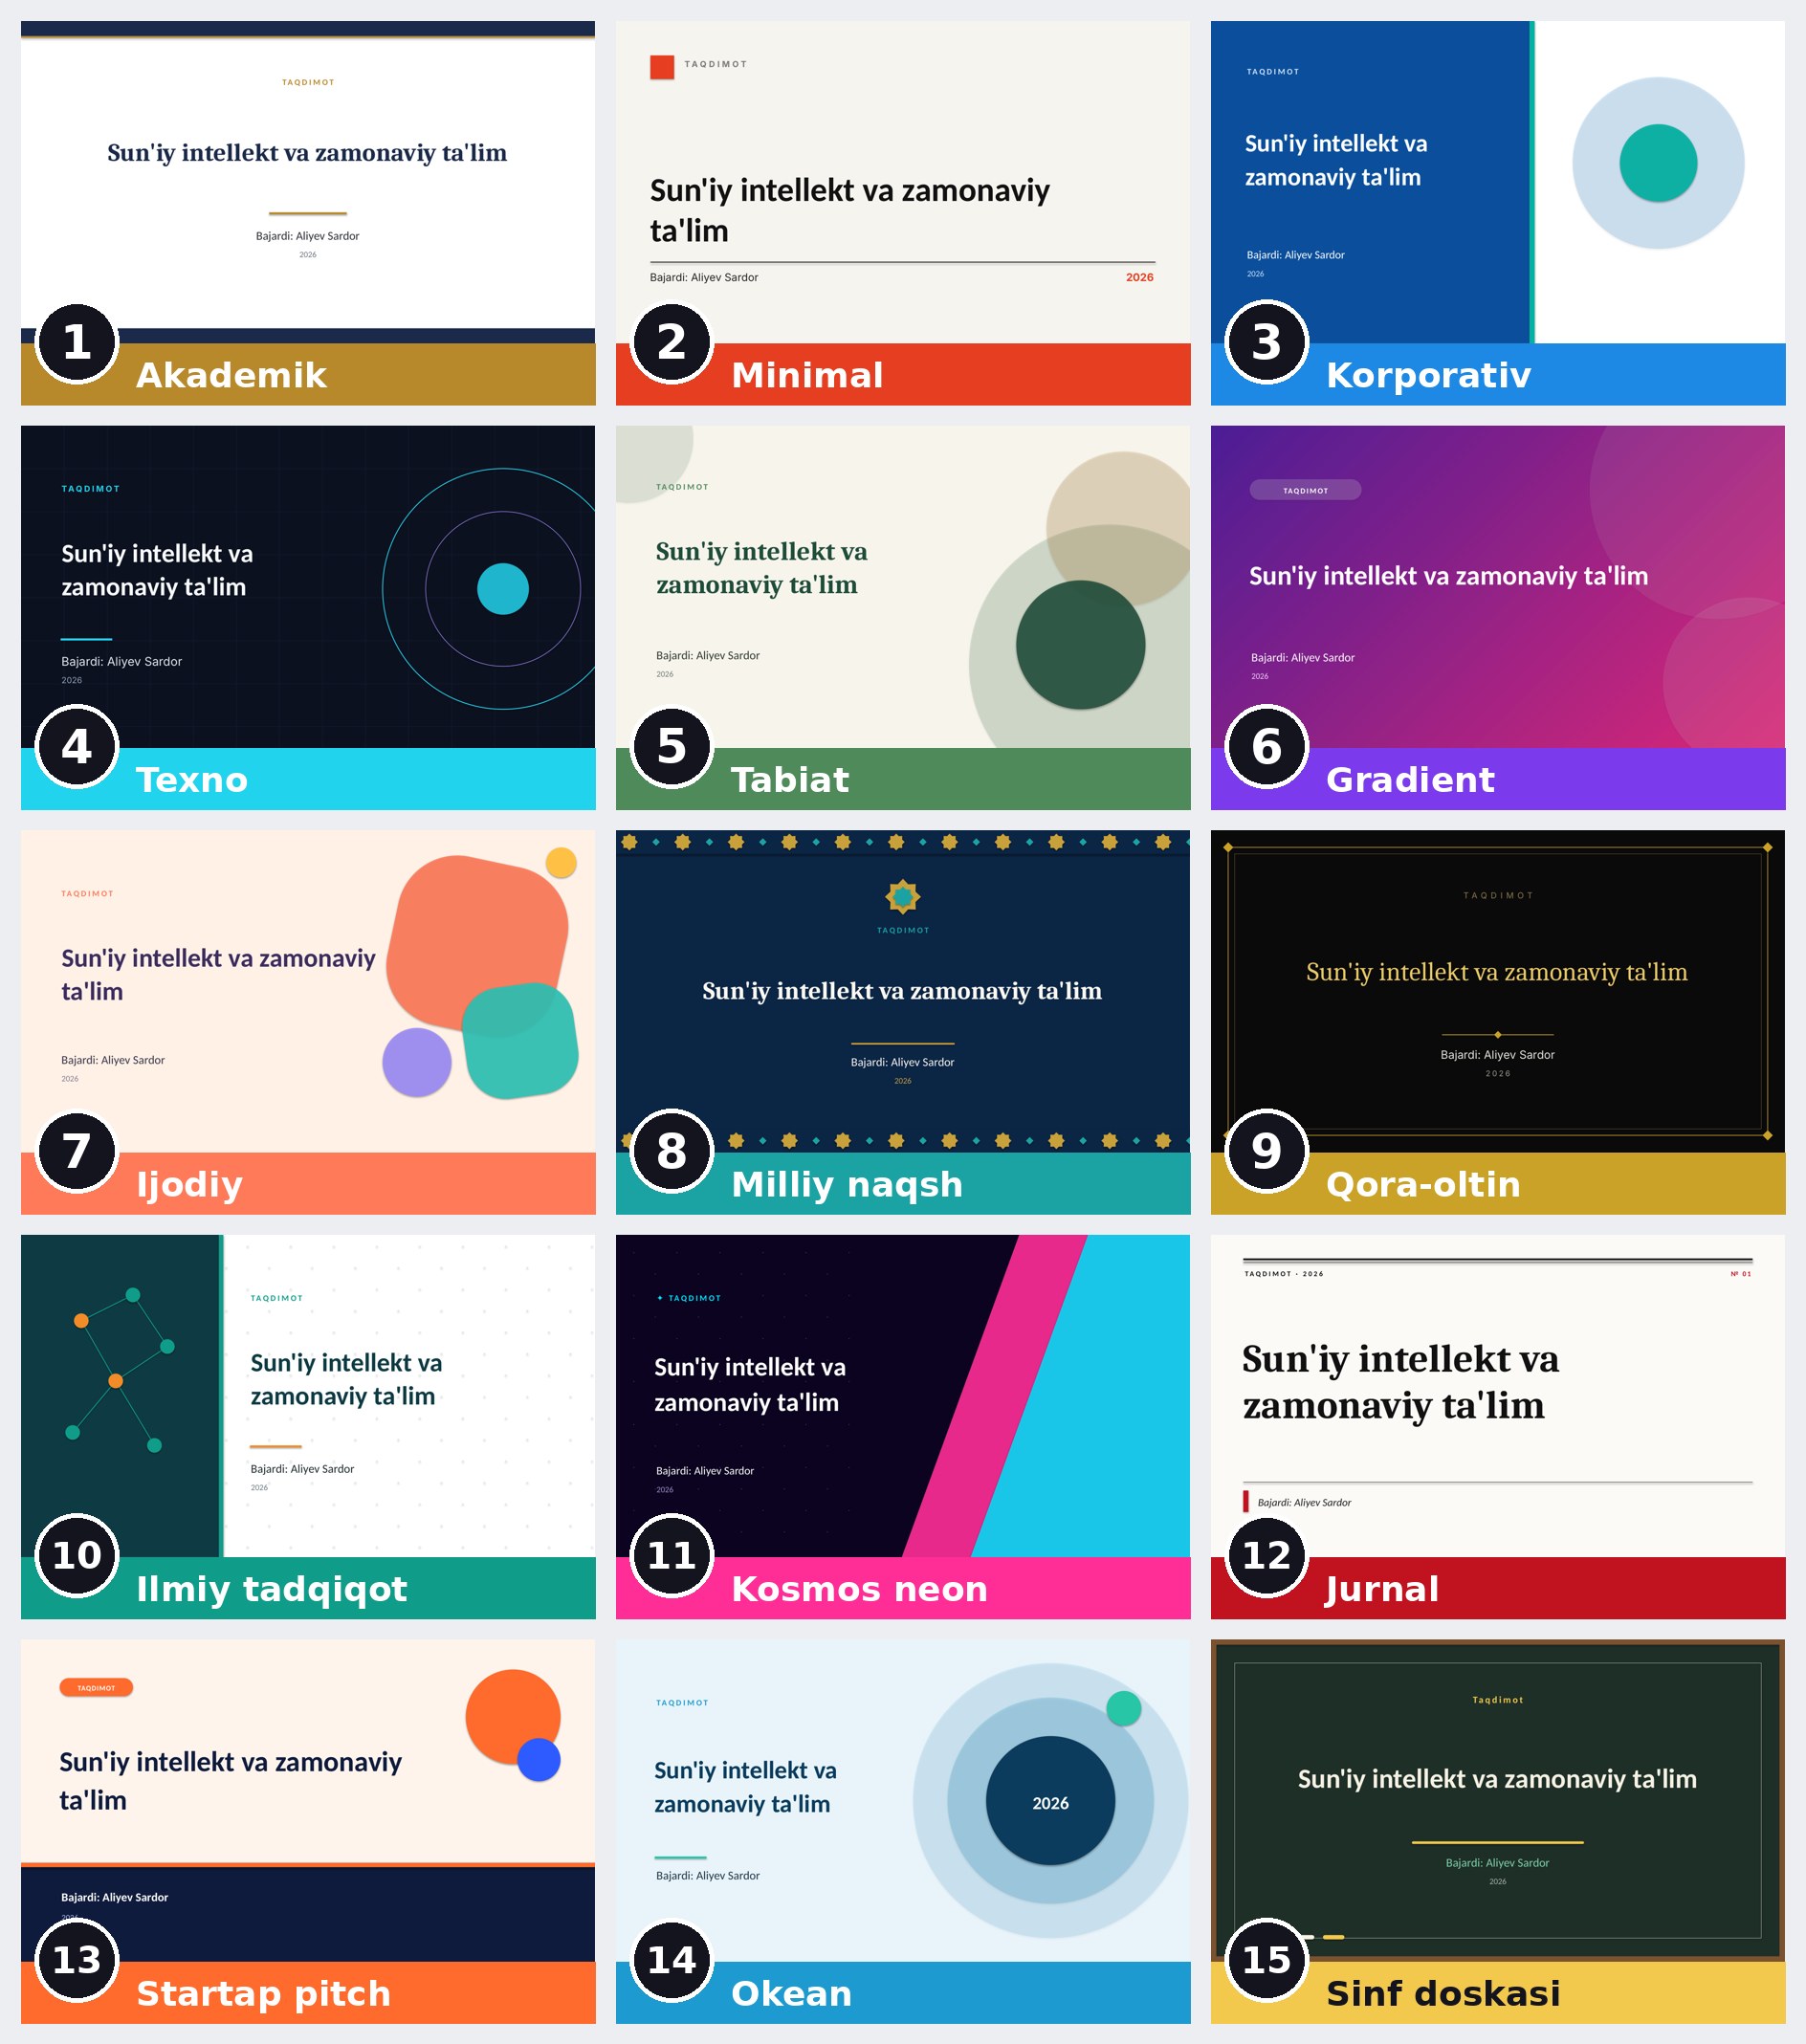 TAQDIMOT
Sun'iy intellekt va zamonaviy ta'lim
Bajardi: Aliyev Sardor
2026
1
Akademik
TAQDIMOT
Sun'iy intellekt va zamonaviy
ta'lim
Bajardi: Aliyev Sardor
2026
2
Minimal
TAQDIMOT
Sun'iy intellekt va
zamonaviy ta'lim
Bajardi: Aliyev Sardor
2026
3
Korporativ
TAQDIMOT
Sun'iy intellekt va
zamonaviy ta'lim
Bajardi: Aliyev Sardor
2026
4
Texno
TAQDIMOT
Sun'iy intellekt va
zamonaviy ta'lim
Bajardi: Aliyev Sardor
2026
5
Tabiat
TAQDIMOT
Sun'iy intellekt va zamonaviy ta'lim
Bajardi: Aliyev Sardor
2026
6
Gradient
TAQDIMOT
Sun'iy intellekt va zamonaviy
ta'lim
Bajardi: Aliyev Sardor
2026
7
Ijodiy
TAQDIMOT
Sun'iy intellekt va zamonaviy ta'lim
Bajardi: Aliyev Sardor
2026
8
Milliy naqsh
TAQDIMOT
Sun'iy intellekt va zamonaviy ta'lim
Bajardi: Aliyev Sardor
2026
9
Qora-oltin
TAQDIMOT
Sun'iy intellekt va
zamonaviy ta'lim
Bajardi: Aliyev Sardor
2026
10
Ilmiy tadqiqot
✦ TAQDIMOT
Sun'iy intellekt va
zamonaviy ta'lim
Bajardi: Aliyev Sardor
2026
11
Kosmos neon
TAQDIMOT · 2026
№ 01
Sun'iy intellekt va
zamonaviy ta'lim
Bajardi: Aliyev Sardor
12
Jurnal
TAQDIMOT
Sun'iy intellekt va zamonaviy
ta'lim
Bajardi: Aliyev Sardor
2026
13
Startap pitch
TAQDIMOT
Sun'iy intellekt va
zamonaviy ta'lim
2026
Bajardi: Aliyev Sardor
14
Okean
Taqdimot
Sun'iy intellekt va zamonaviy ta'lim
Bajardi: Aliyev Sardor
2026
15
Sinf doskasi